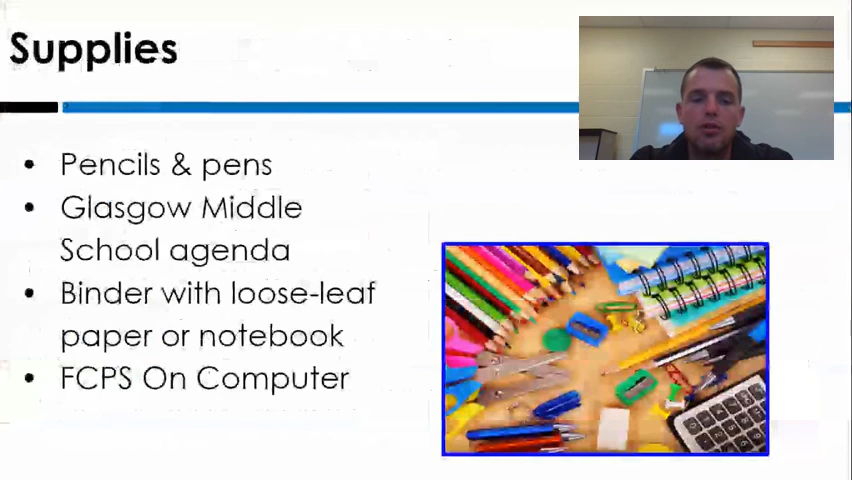 Supplies
• Pencils & pens
• Glasgow Middle
School agenda
• Binder with loose-leaf
paper or notebook
• FCPS On Computer